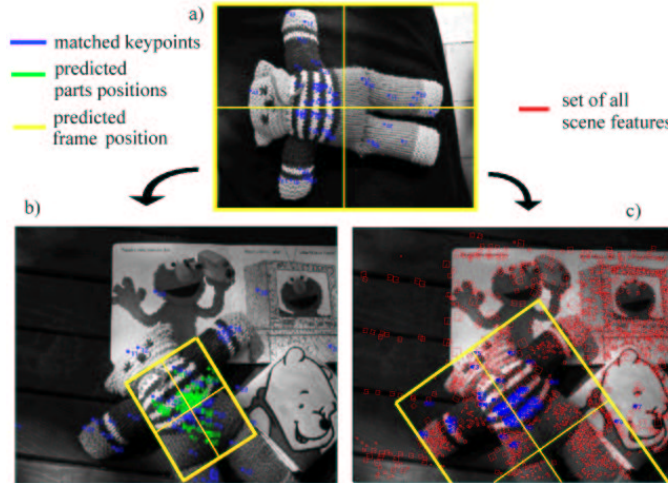 a)
matched keypoints
predicted
parts positions
predicted
frame position
set of all
scene features
b)
c)